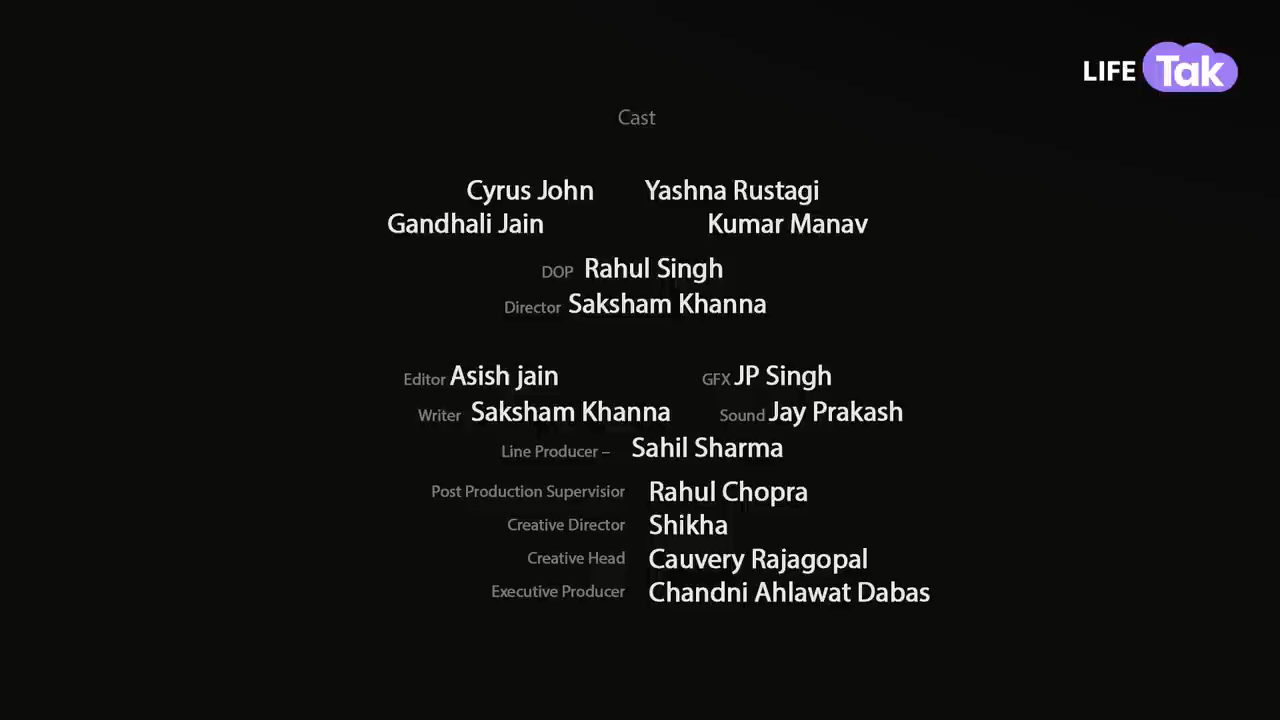 LIFE Tak
Cast
Cyrus John Yashna Rustagi
Gandhali Jain Kumar Manav
DOP Rahul Singh
Director Saksham Khanna
Editor Asish jain GFX JP Singh
Writer Saksham Khanna Sound Jay Prakash
Line Producer – Sahil Sharma
Post Production Supervisior Rahul Chopra
Creative Director Shikha
Creative Head Cauvery Rajagopal
Executive Producer Chandni Ahlawat Dabas